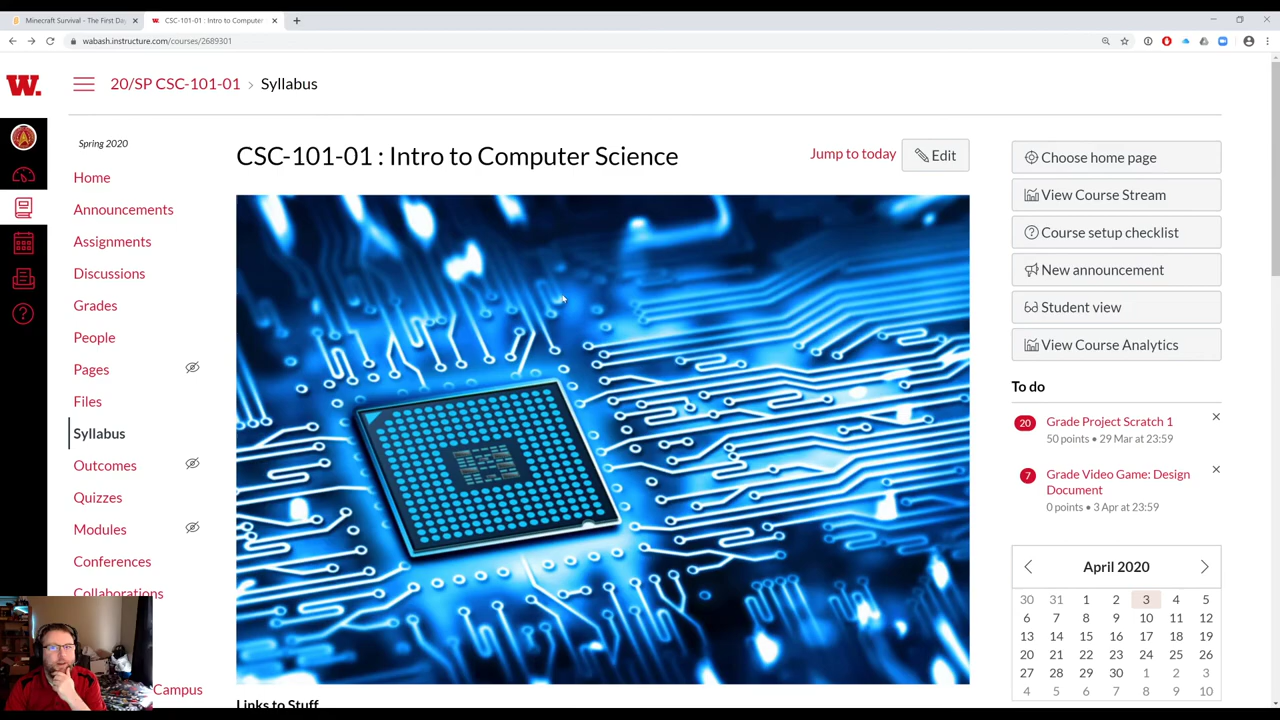 Minecraft Survival - The First Da
CSC-101-01 : Intro to Computer
wabash.instructure.com/courses/2689301
W.
20/SP CSC-101-01 > Syllabus
Spring 2020
Home
Announcements
Assignments
Discussions
Grades
People
Pages
Files
Syllabus
Outcomes
Quizzes
Modules
Conferences
Collaborations
Campus
CSC-101-01 : Intro to Computer Science
Jump to today
Edit
Links to Stuff
Choose home page
View Course Stream
Course setup checklist
New announcement
Student view
View Course Analytics
To do
20 Grade Project Scratch 1
50 points • 29 Mar at 23:59
7 Grade Video Game: Design
Document
0 points • 3 Apr at 23:59
April 2020
30 31 1 2 3 4 5
6 7 8 9 10 11 12
13 14 15 16 17 18 19
20 21 22 23 24 25 26
27 28 29 30 1 2 3
4 5 6 7 8 9 10